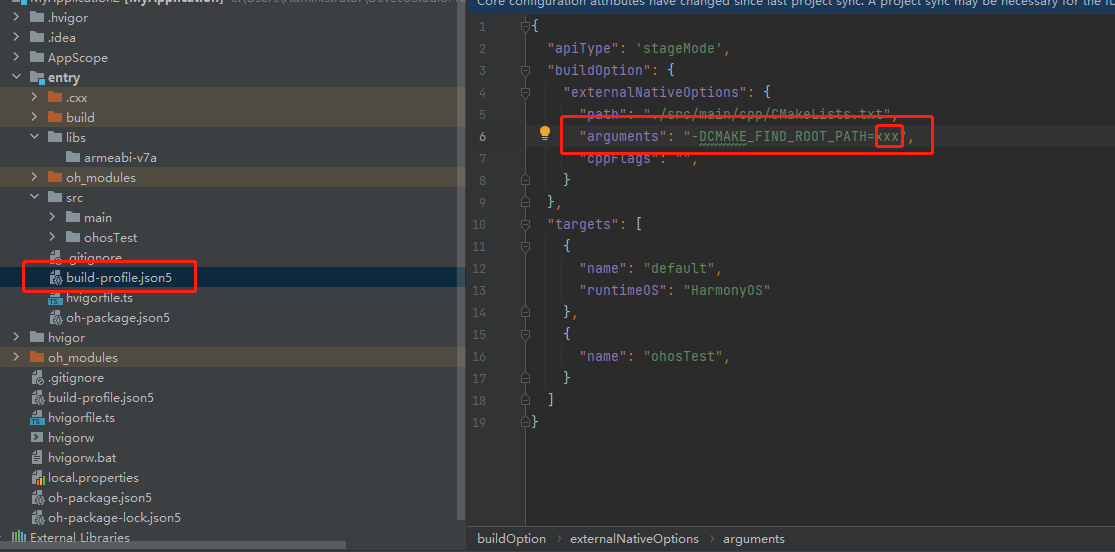 MyApplication2 [MyApplication]
.hvigor
.idea
AppScope
entry
.cxx
build
libs
armeabi-v7a
oh_modules
src
main
ohosTest
.gitignore
build-profile.json5
hvigorfile.ts
oh-package.json5
hvigor
oh_modules
.gitignore
build-profile.json5
hvigorfile.ts
hvigorw
hvigorw.bat
local.properties
oh-package.json5
oh-package-lock.json5
External Libraries
Core configuration attributes have changed since last project sync. A project sync may be necessary for the
1 {
2 "apiType": 'stageMode',
3 "buildOption": {
4 "externalNativeOptions": {
5 "path": "./src/main/cpp/CMakeLists.txt",
6 "arguments": "-DCMAKE_FIND_ROOT_PATH=xxx",
7 "cppFlags": "",
8 }
9 },
10 "targets": [
11 {
12 "name": "default",
13 "runtimeOS": "HarmonyOS"
14 },
15 {
16 "name": "ohosTest",
17 }
18 ]
19 }
buildOption > externalNativeOptions > arguments